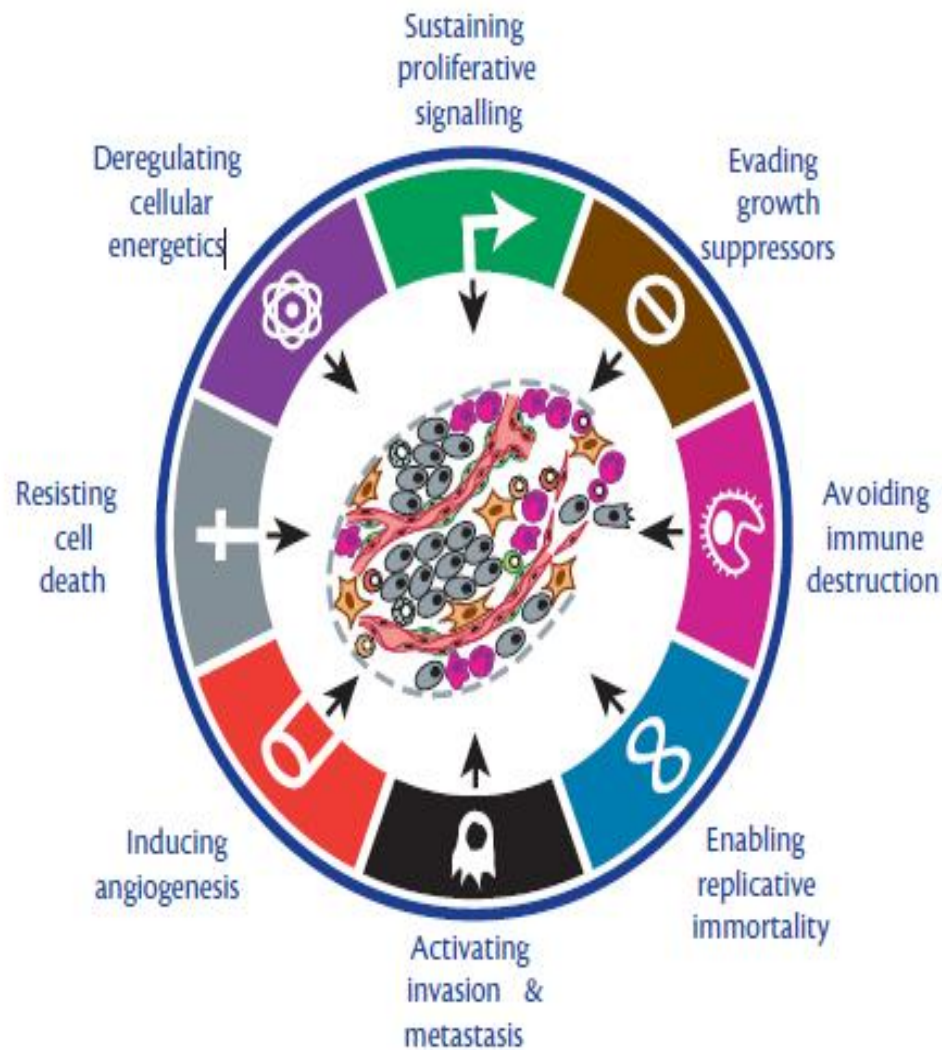 Sustaining
proliferative
signalling
Evading
growth
suppressors
Avoiding
immune
destruction
Enabling
replicative
immortality
Activating
invasion &
metastasis
Inducing
angiogenesis
Resisting
cell
death
Deregulating
cellular
energetics